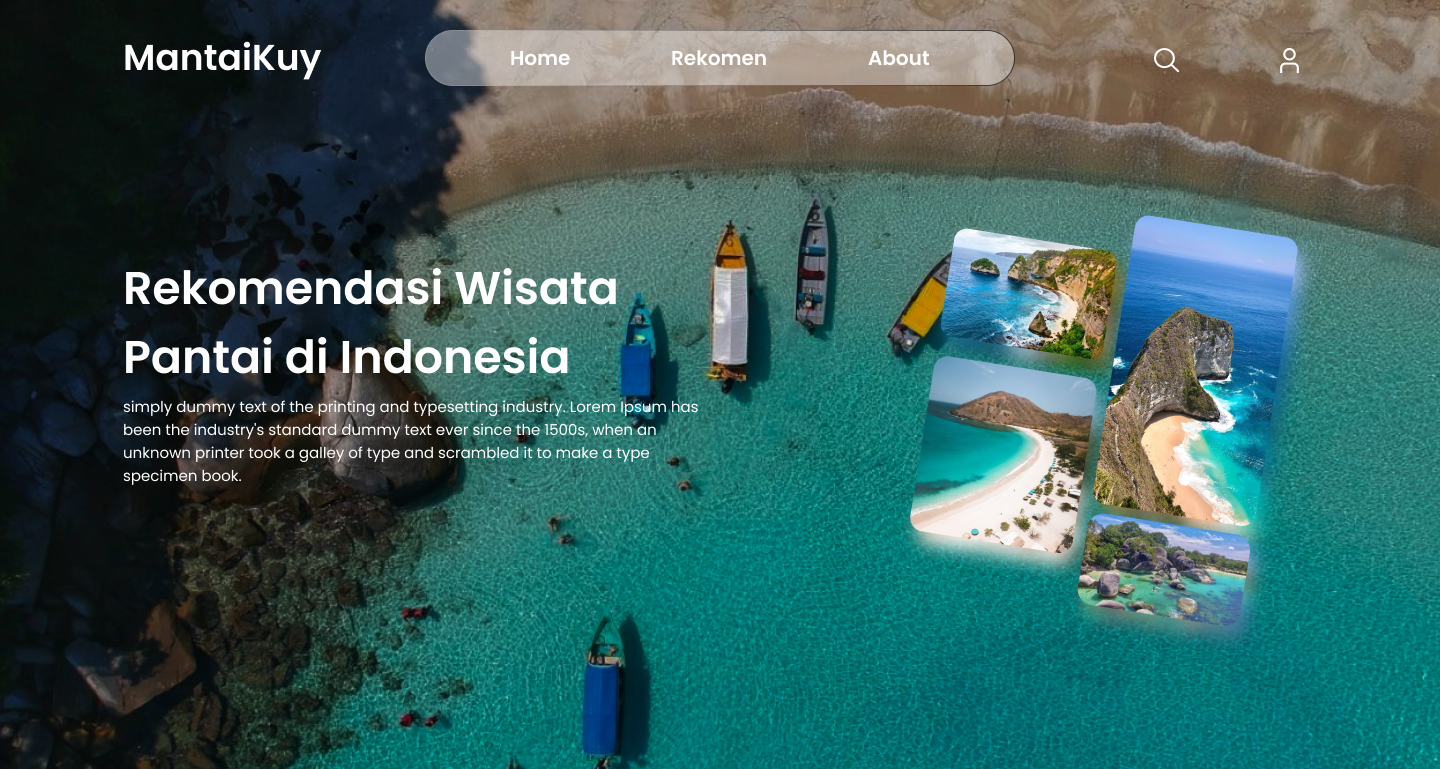 MantaiKuy
Home
Rekomen
About
Rekomendasi Wisata
Pantai di Indonesia
simply dummy text of the printing and typesetting industry. Lorem Ipsum has
been the industry's standard dummy text ever since the 1500s, when an
unknown printer took a galley of type and scrambled it to make a type
specimen book.